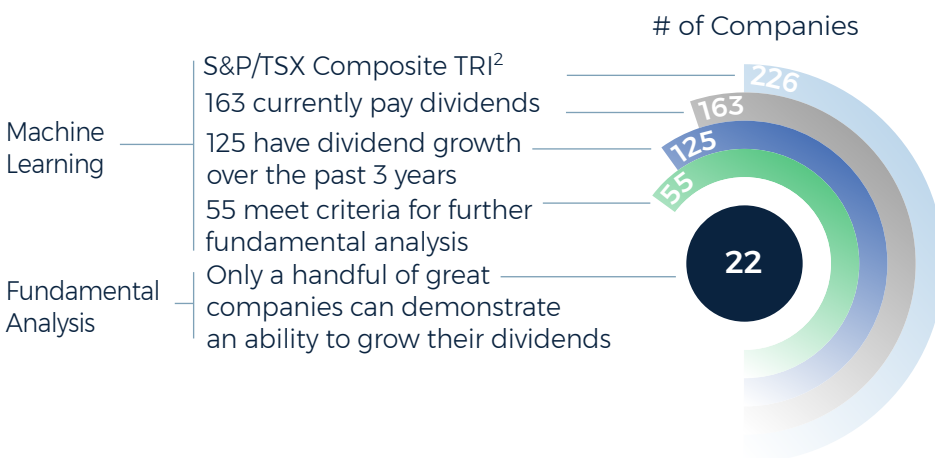 # of Companies
Machine
Learning
S&P/TSX Composite TRI²
163 currently pay dividends
125 have dividend growth
over the past 3 years
55 meet criteria for further
fundamental analysis
Fundamental
Analysis
Only a handful of great
companies can demonstrate
an ability to grow their dividends
226
163
125
55
22